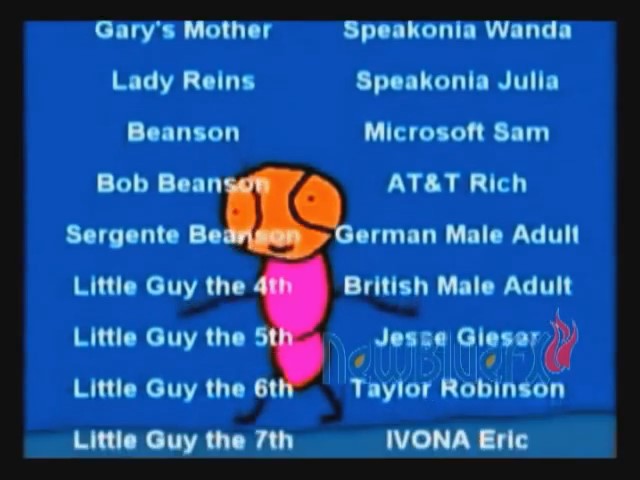 Gary's Mother Speakonia Wanda
Lady Reins Speakonia Julia
Beanson Microsoft Sam
Bob Beanson AT&T Rich
Sergente Beanson German Male Adult
Little Guy the 4th British Male Adult
Little Guy the 5th Jesse Gieser
NewBlueFX
Little Guy the 6th Taylor Robinson
Little Guy the 7th IVONA Eric